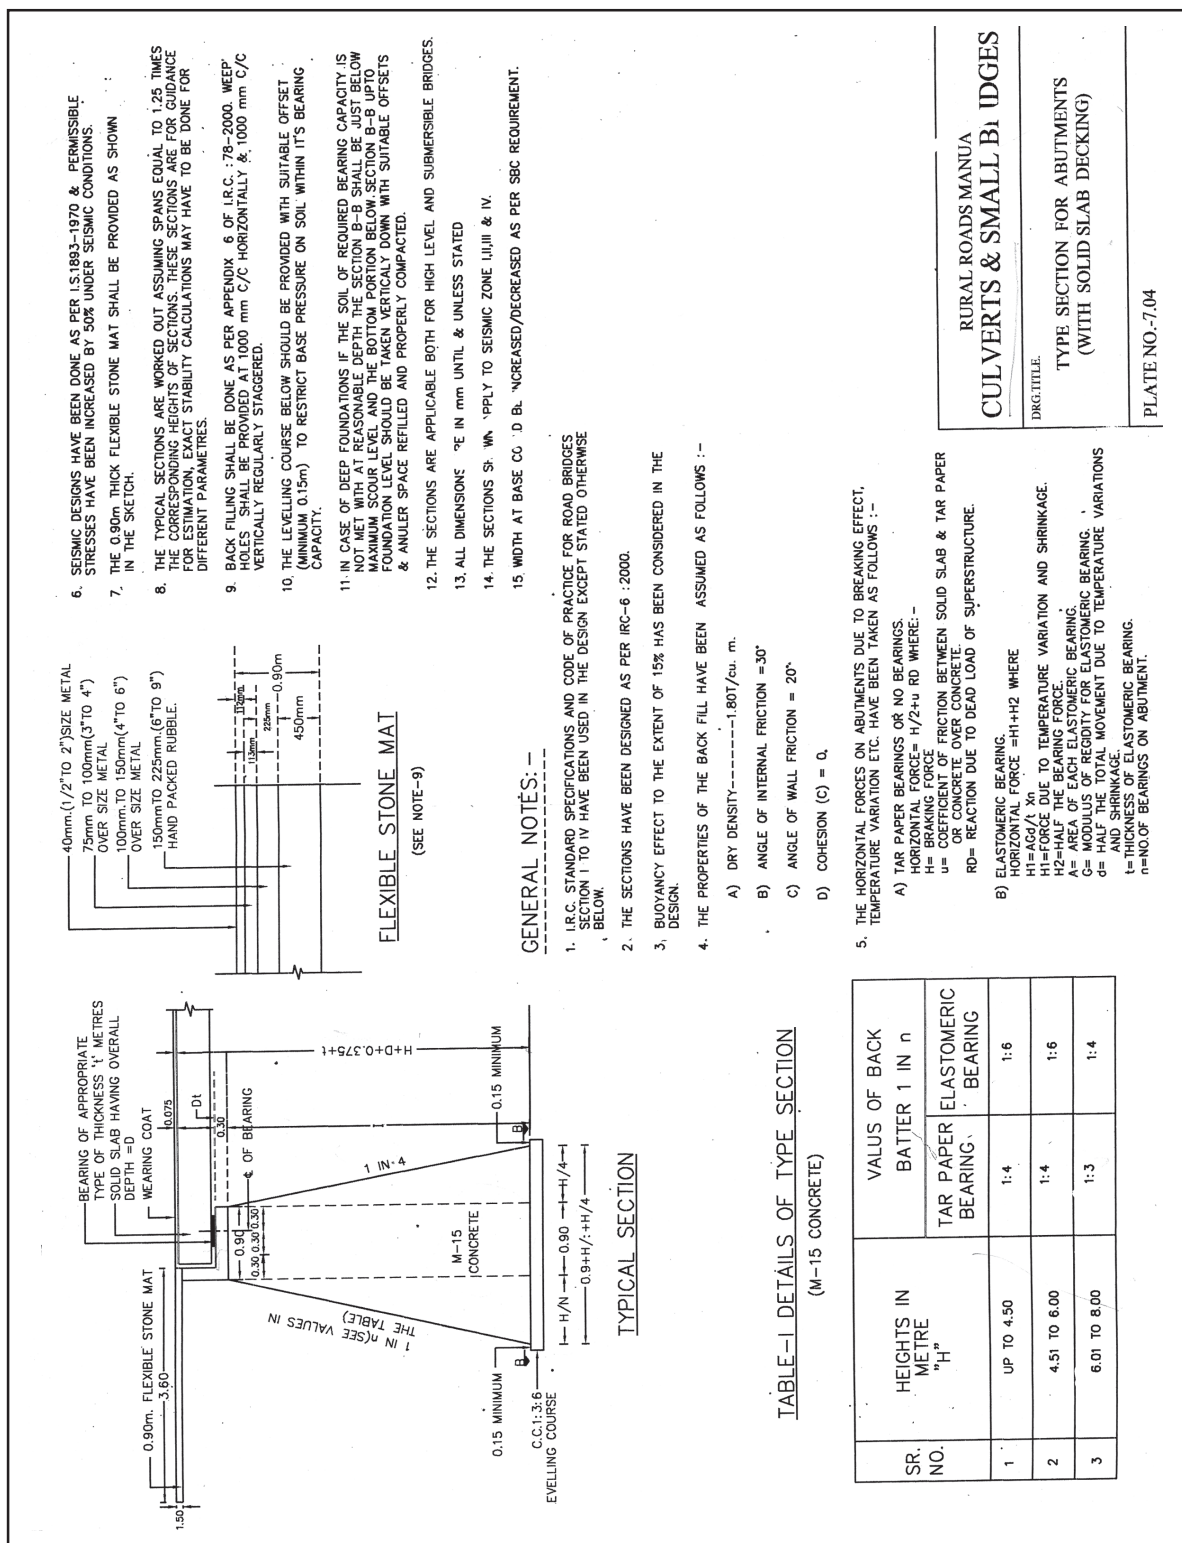 BEARING OF APPROPRIATE
TYPE OF THICKNESS 't' METRES
SOLID SLAB HAVING OVERALL
DEPTH =D
WEARING COAT
0.90m. FLEXIBLE STONE MAT
3.60
1.50
0.075
Dt
0.30
H+D+0.375+t
℄ OF BEARING
0.90
0.30 0.30 0.30
1 IN 4
1 IN n(SEE VALUES IN
THE TABLE)
M-15
CONCRETE
0.15 MINIMUM
0.15 MINIMUM
B
B
C.C.1:3:6
EVELLING COURSE
H/N
0.90
H/4
0.9+H/:+H/4
TYPICAL SECTION
40mm.(1/2"TO 2")SIZE METAL
75mm TO 100mm(3"TO 4")
OVER SIZE METAL
100mm.TO 150mm(4"TO 6")
OVER SIZE METAL
150mmTO 225mm.(6"TO 9")
HAND PACKED RUBBLE.
112mm
113mm
225mm
0.90m
450mm
FLEXIBLE STONE MAT
(SEE NOTE-9)
TABLE-I DETAILS OF TYPE SECTION
(M-15 CONCRETE)
SR. NO.
HEIGHTS IN METRE "H"
VALUS OF BACK BATTER 1 IN n
TAR PAPER BEARING.
ELASTOMERIC BEARING
1 UP TO 4.50 1:4 1:6
2 4.51 TO 6.00 1:4 1:6
3 6.01 TO 8.00 1:3 1:4
GENERAL NOTES:-
1. I.R.C. STANDARD SPECIFICATIONS AND CODE OF PRACTICE FOR ROAD BRIDGES
SECTION I TO IV HAVE BEEN USED IN THE DESIGN EXCEPT STATED OTHERWISE
BELOW.
2. THE SECTIONS HAVE BEEN DESIGNED AS PER IRC-6 :2000.
3. BUOYANCY EFFECT TO THE EXTENT OF 15% HAS BEEN CONSIDERED IN THE
DESIGN.
4. THE PROPERTIES OF THE BACK FILL HAVE BEEN ASSUMED AS FOLLOWS :-
A) DRY DENSITY-------1.80T/cu. m.
B) ANGLE OF INTERNAL FRICTION =30°
C) ANGLE OF WALL FRICTION = 20°
D) COHESION (C) = 0.
5. THE HORIZONTAL FORCES ON ABUTMENTS DUE TO BREAKING EFFECT,
TEMPERATURE VARIATION ETC. HAVE BEEN TAKEN AS FOLLOWS :-
A) TAR PAPER BEARINGS OR NO BEARINGS.
HORIZONTAL FORCE= H/2+u RD WHERE:-
H= BRAKING FORCE
u= COEFFICIENT OF FRICTION BETWEEN SOLID SLAB & TAR PAPER
OR CONCRETE OVER CONCRETE.
RD= REACTION DUE TO DEAD LOAD OF SUPERSTRUCTURE.
B) ELASTOMERIC BEARING.
HORIZONTAL FORCE =H1+H2 WHERE
H1=AGd/t Xn
H1=FORCE DUE TO TEMPERATURE VARIATION AND SHRINKAGE.
H2=HALF THE BEARING FORCE.
A= AREA OF EACH ELASTOMERIC BEARING.
G= MODULUS OF REGIDITY FOR ELASTOMERIC BEARING.
d= HALF THE TOTAL MOVEMENT DUE TO TEMPERATURE VARIATIONS
AND SHRINKAGE.
t=THICKNESS OF ELASTOMERIC BEARING.
n=NO.OF BEARINGS ON ABUTMENT.
6. SEISMIC DESIGNS HAVE BEEN DONE AS PER I.S.1893-1970 & PERMISSIBLE
STRESSES HAVE BEEN INCREASED BY 50% UNDER SEISMIC CONDITIONS.
7. THE 0.90m THICK FLEXIBLE STONE MAT SHALL BE PROVIDED AS SHOWN
IN THE SKETCH.
8. THE TYPICAL SECTIONS ARE WORKED OUT ASSUMING SPANS EQUAL TO 1.25 TIMES
THE CORRESPONDING HEIGHTS OF SECTIONS. THESE SECTIONS ARE FOR GUIDANCE
FOR ESTIMATION, EXACT STABILITY CALCULATIONS MAY HAVE TO BE DONE FOR
DIFFERENT PARAMETRES.
9. BACK FILLING SHALL BE DONE AS PER APPENDIX 6 OF I.R.C. :78-2000. WEEP
HOLES SHALL BE PROVIDED AT 1000 mm C/C HORIZONTALLY & 1000 mm C/C
VERTICALLY REGULARLY STAGGERED.
10. THE LEVELLING COURSE BELOW SHOULD BE PROVIDED WITH SUITABLE OFFSET
(MINIMUM 0.15m) TO RESTRICT BASE PRESSURE ON SOIL WITHIN IT'S BEARING
CAPACITY.
11. IN CASE OF DEEP FOUNDATIONS IF THE SOIL OF REQUIRED BEARING CAPACITY IS
NOT MET WITH AT REASONABLE DEPTH THE SECTION B-B SHALL BE JUST BELOW
MAXIMUM SCOUR LEVEL AND THE BOTTOM PORTION BELOW.SECTION B-B UPTO
FOUNDATION LEVEL SHOULD BE TAKEN VERTICALY DOWN WITH SUITABLE OFFSETS
& ANULER SPACE REFILLED AND PROPERLY COMPACTED.
12. THE SECTIONS ARE APPLICABLE BOTH FOR HIGH LEVEL AND SUBMERSIBLE BRIDGES.
13. ALL DIMENSIONS RE IN mm UNTIL & UNLESS STATED
14. THE SECTIONS SH WN PPLY TO SEISMIC ZONE I,II,III & IV.
15. WIDTH AT BASE CO D BE NCREASED/DECREASED AS PER SBC REQUIREMENT.
RURAL ROADS MANUA
CULVERTS & SMALL B IDGES
DRG.TITLE.
TYPE SECTION FOR ABUTMENTS
(WITH SOLID SLAB DECKING)
PLATE NO.-7.04